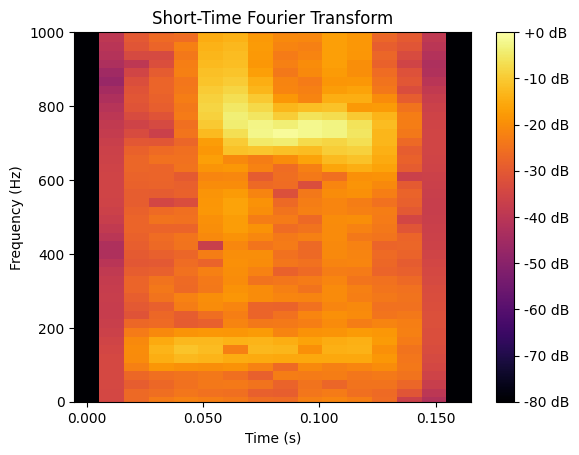 Short-Time Fourier Transform
Frequency (Hz)
1000
800
600
400
200
0
0.000
0.050
0.100
0.150
Time (s)
+0 dB
-10 dB
-20 dB
-30 dB
-40 dB
-50 dB
-60 dB
-70 dB
-80 dB